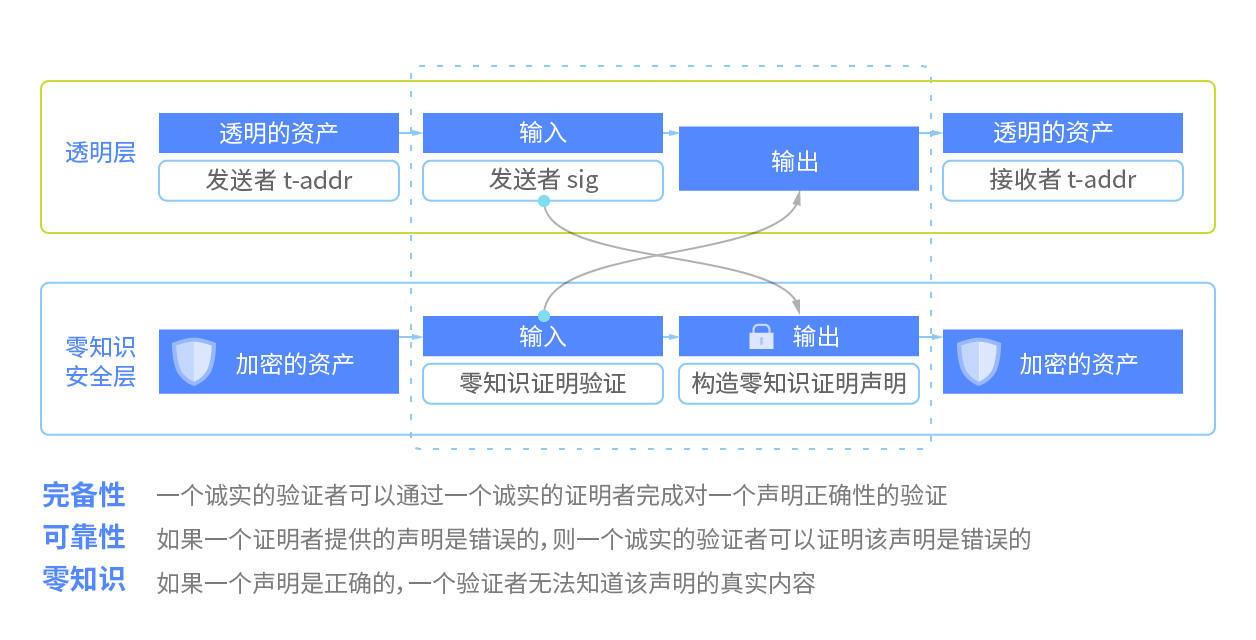 透明层
透明的资产
发送者 t-addr
输入
发送者 sig
输出
透明的资产
接收者 t-addr
零知识
安全层
加密的资产
输入
零知识证明验证
输出
构造零知识证明声明
加密的资产
完备性 一个诚实的验证者可以通过一个诚实的证明者完成对一个声明正确性的验证
可靠性 如果一个证明者提供的声明是错误的，则一个诚实的验证者可以证明该声明是错误的
零知识 如果一个声明是正确的，一个验证者无法知道该声明的真实内容